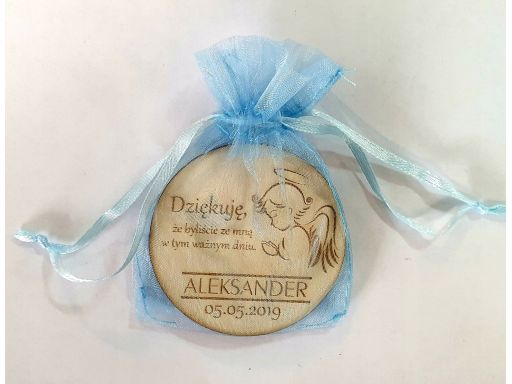 Dziękuję,
że byliście ze mną
w tym ważnym dniu.
ALEKSANDER
05.05.2019